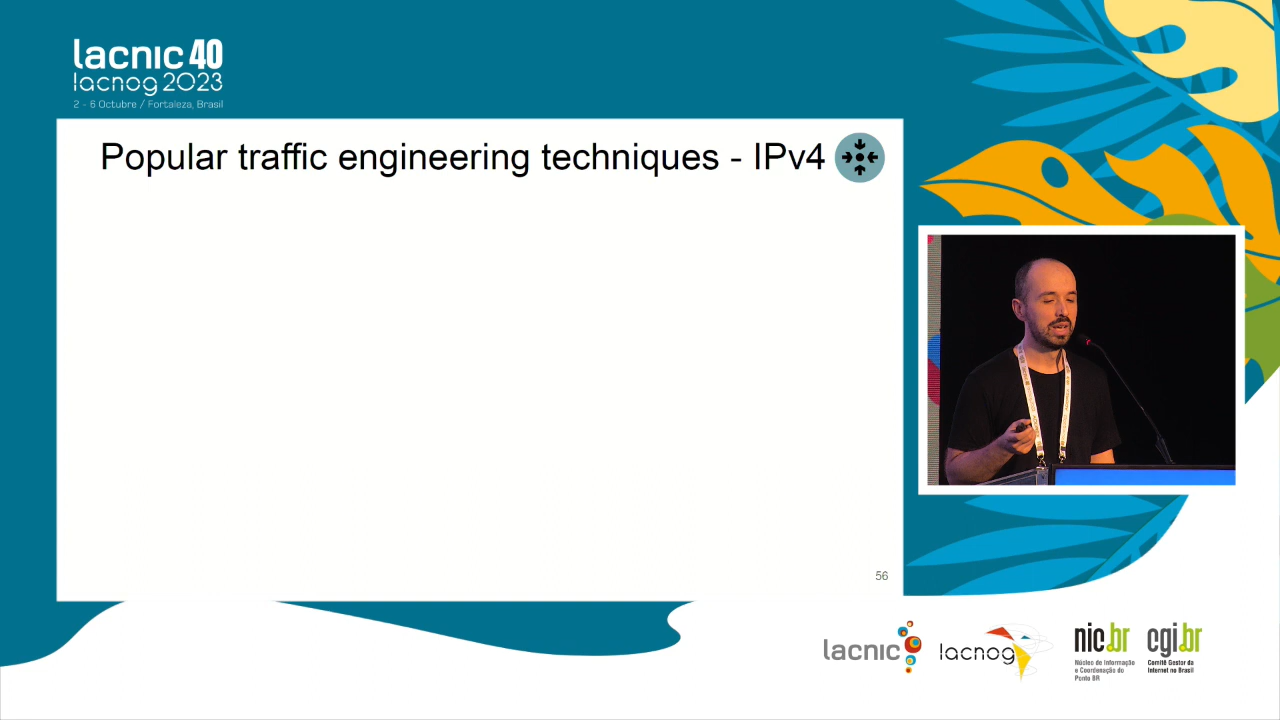 lacnic 40
lacnog 2023
2 - 6 Octubre / Fortaleza, Brasil
Popular traffic engineering techniques - IPv4
56
lacnic
lacnog
nic.br
Núcleo de Informação
e Coordenação do
Ponto BR
cgi.br
Comitê Gestor da
Internet no Brasil